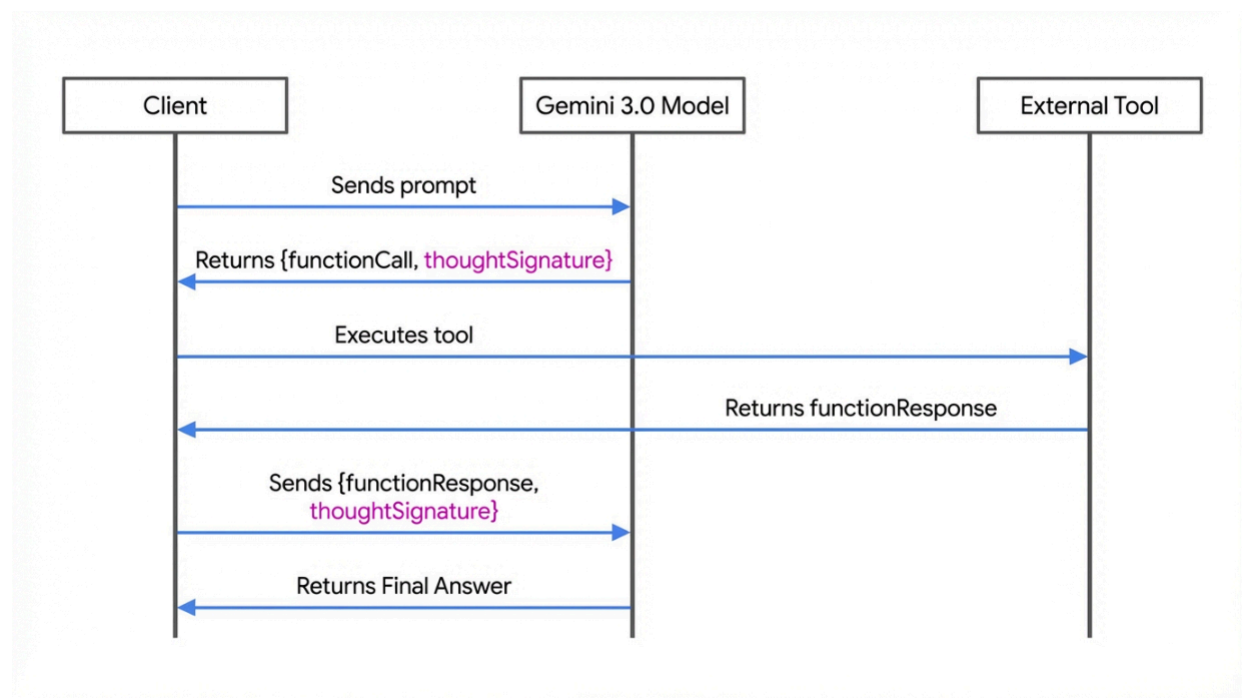 Client
Gemini 3.0 Model
External Tool
Sends prompt
Returns {functionCall, thoughtSignature}
Executes tool
Returns functionResponse
Sends {functionResponse,
thoughtSignature}
Returns Final Answer